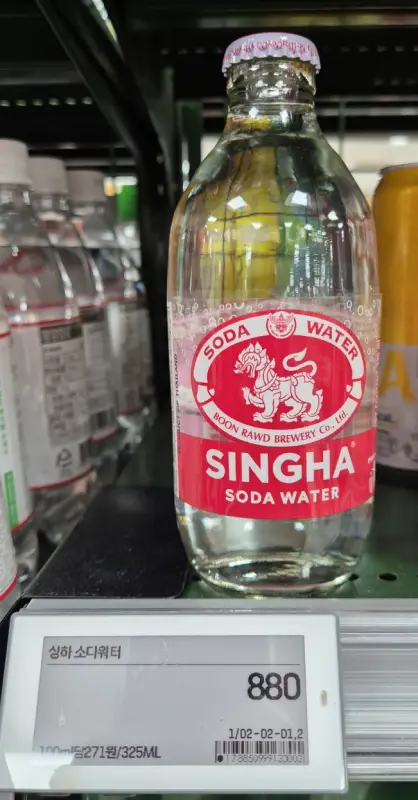 SODA WATER
BOON RAWD BREWERY Co., Ltd.
SINGHA®
SODA WATER
싱하 소다워터
880
1/02-02-01,2
100ml당271원/325ML